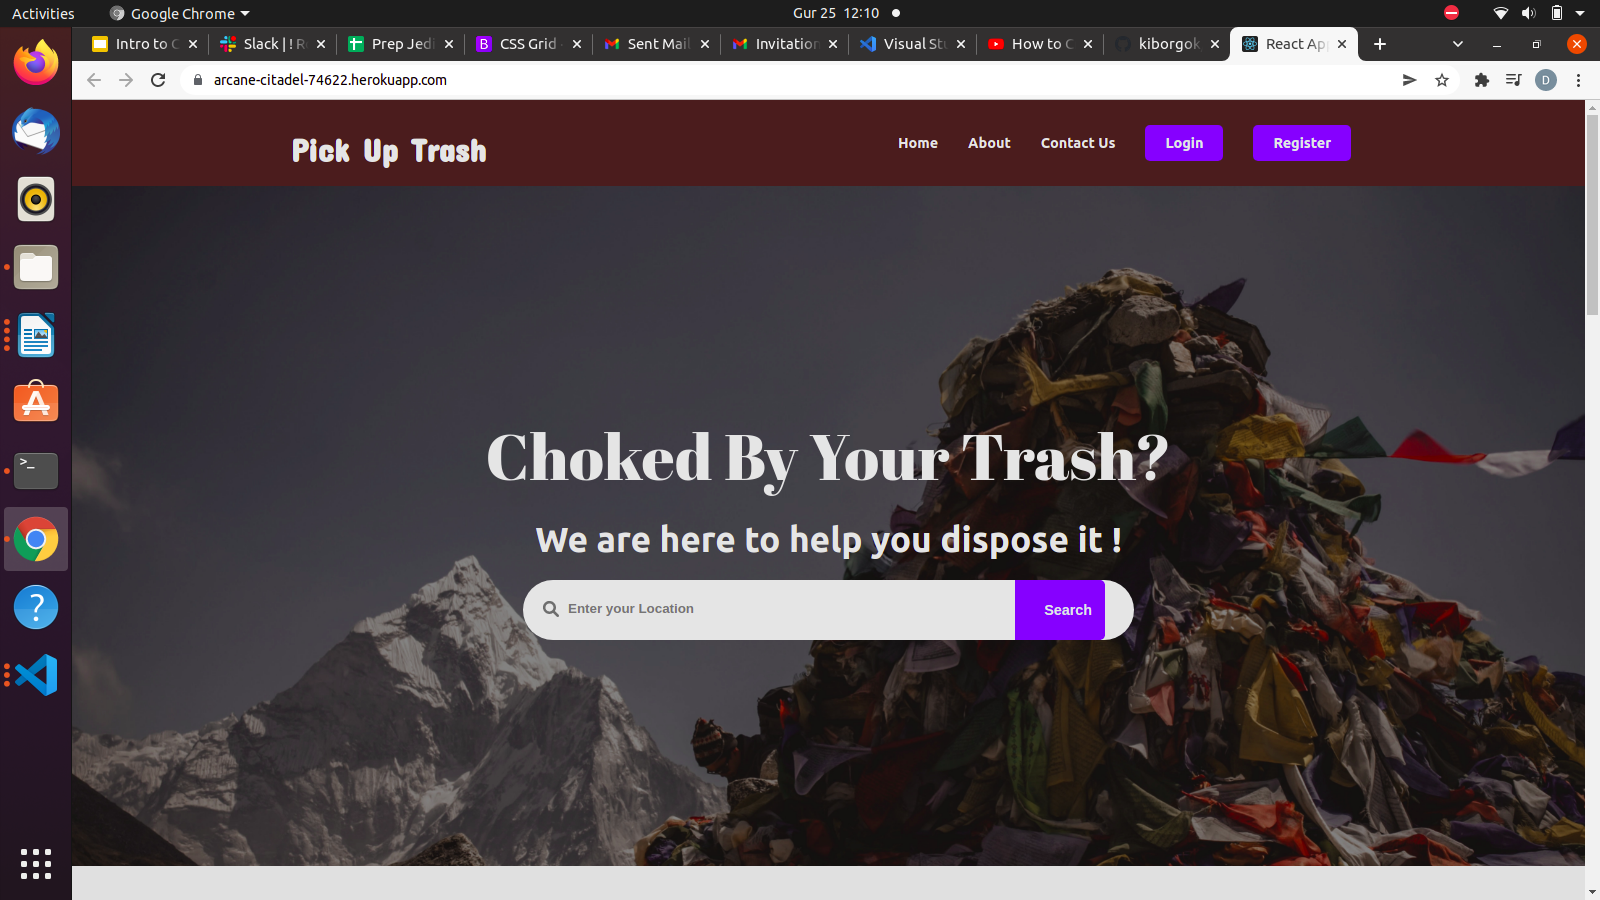 Activities
Google Chrome
Gur 25 12:10
Intro to C
Slack | ! R
Prep Jedi
CSS Grid
Sent Mail
Invitation
Visual Stu
How to C
kiborgok
React Ap
arcane-citadel-74622.herokuapp.com
D
Pick Up Trash
Home
About
Contact Us
Login
Register
Choked By Your Trash?
We are here to help you dispose it !
Enter your Location
Search